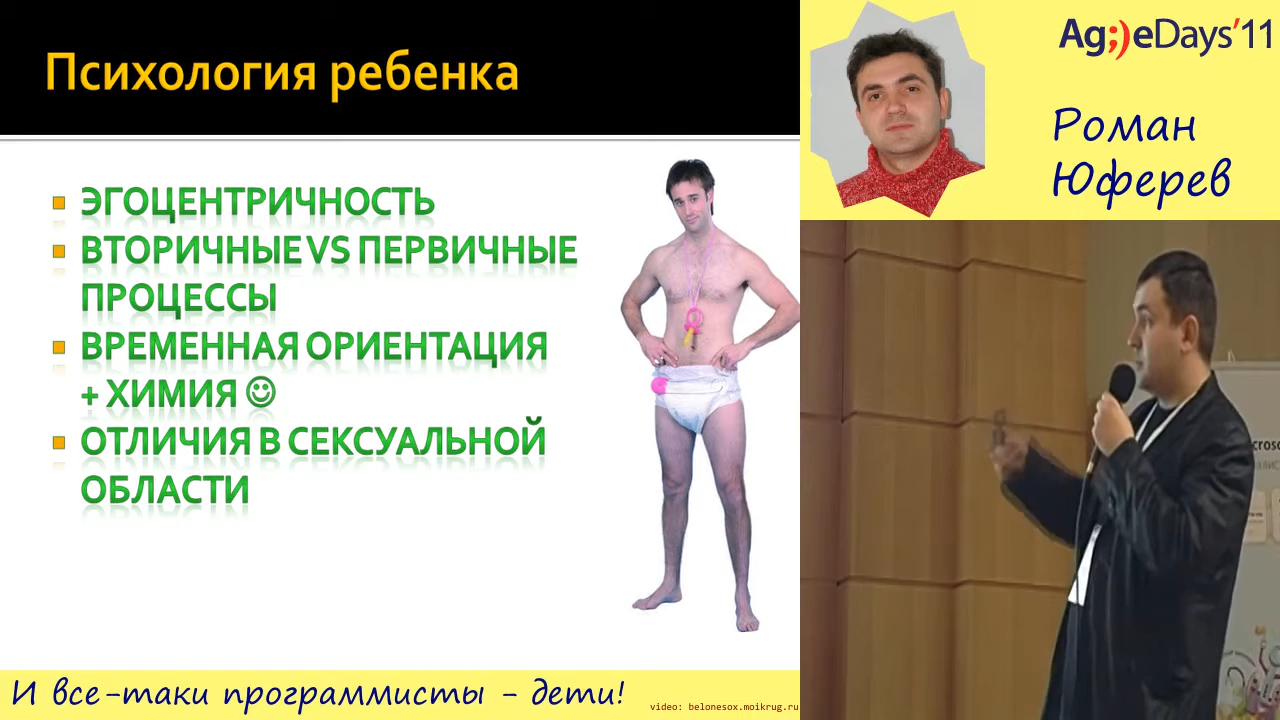 Психология ребенка
ЭГОЦЕНТРИЧНОСТЬ
ВТОРИЧНЫЕ VS ПЕРВИЧНЫЕ
ПРОЦЕССЫ
ВРЕМЕННАЯ ОРИЕНТАЦИЯ
+ ХИМИЯ ☺
ОТЛИЧИЯ В СЕКСУАЛЬНОЙ
ОБЛАСТИ
И все-таки программисты - дети!
video: belonesox.moikrug.ru
Ag;)eDays'11
Роман
Юферев